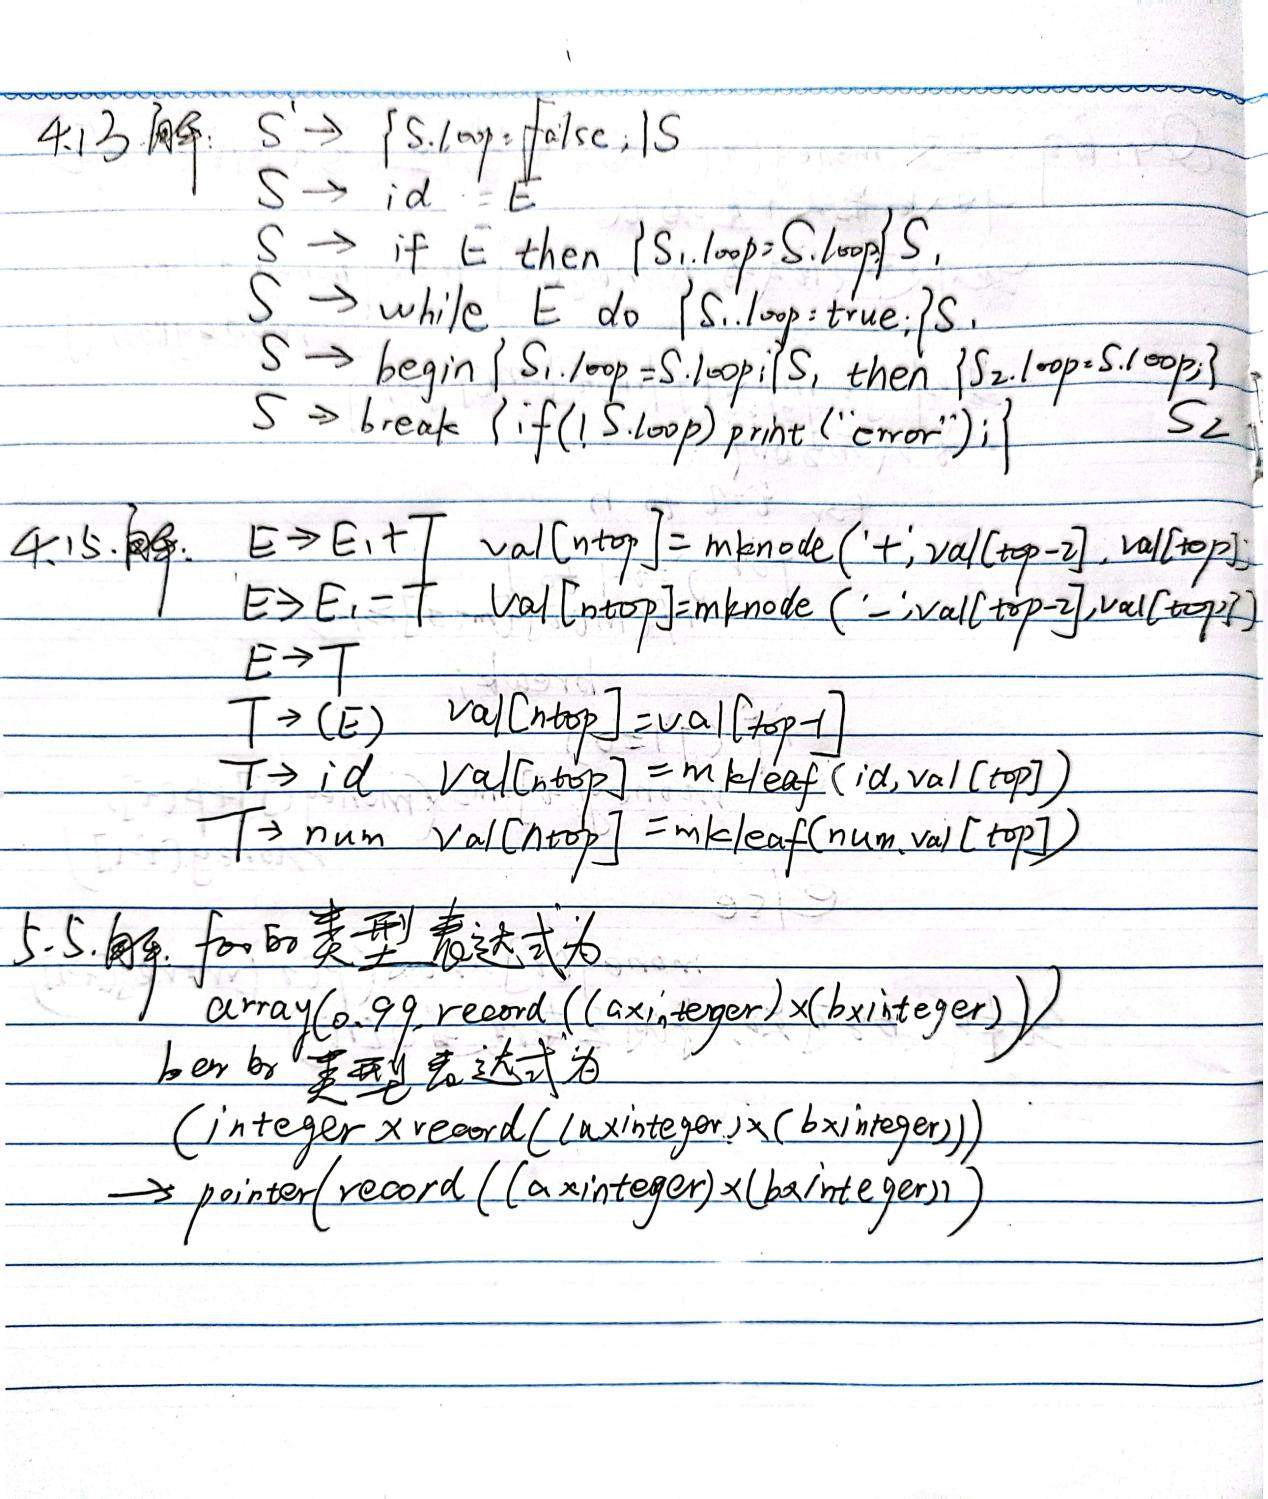 4.13.解: S' → {S.loop=false;}S
S → id := E
S → if E then {S₁.loop=S.loop;}S₁
S → while E do {S₁.loop=true;}S₁
S → begin {S₁.loop=S.loop;}S₁ then {S₂.loop=S.loop;}
S₂
S → break {if(!S.loop) print("error");}
4.15.解. E→E₁+T val[ntop]=mknode('+',val[top-2],val[top];
E→E₁-T val[ntop]=mknode('-',val[top-2],val[top])
E→T
T→(E) val[ntop]=val[top-1]
T→id val[ntop]=mkleaf(id,val[top])
T→num val[ntop]=mkleaf(num,val[top])
5.5.解. foo的类型表达式为
array(0..99,record((a×integer)×(b×integer)))
bar的类型表达式为
(integer×record((a×integer)×(b×integer)))
→pointer(record((a×integer)×(b×integer)))